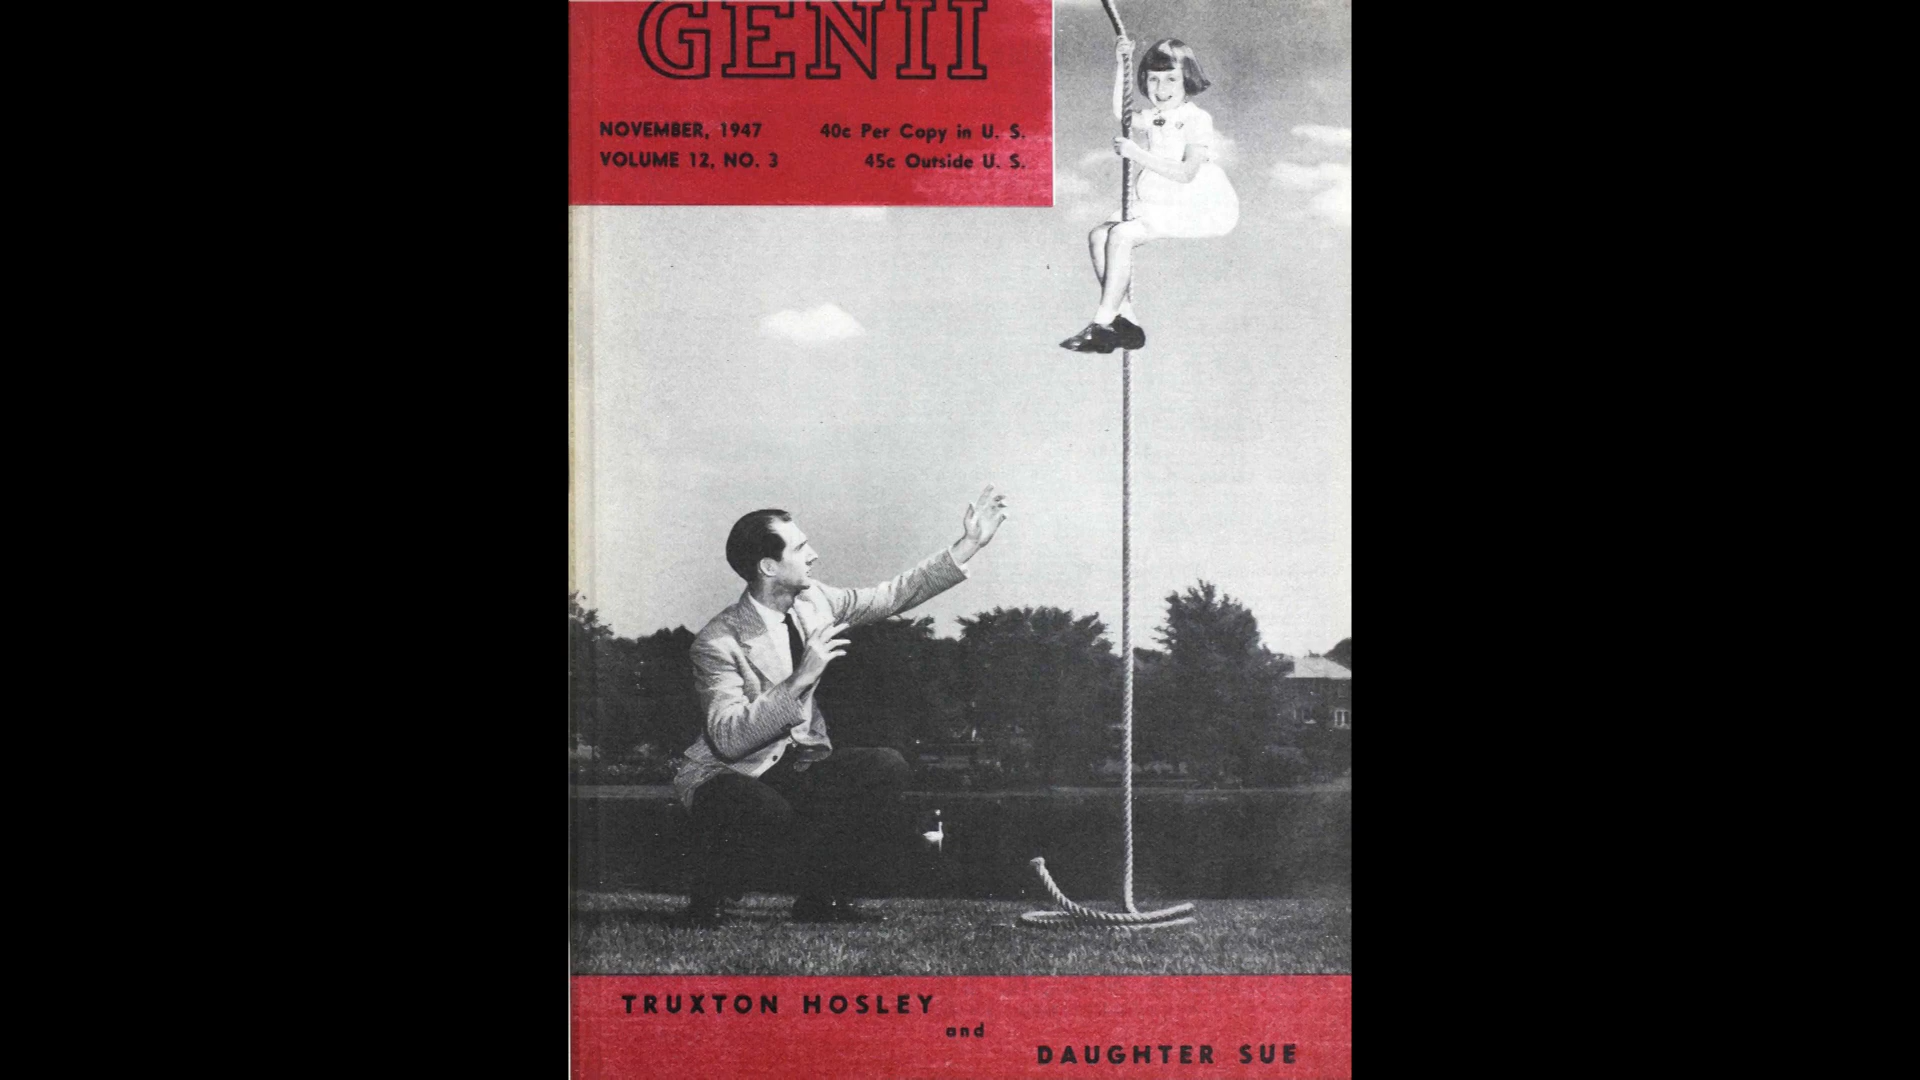 GENII
NOVEMBER, 1947 40c Per Copy in U. S.
VOLUME 12, NO. 3 45c Outside U. S.
TRUXTON HOSLEY
and
DAUGHTER SUE